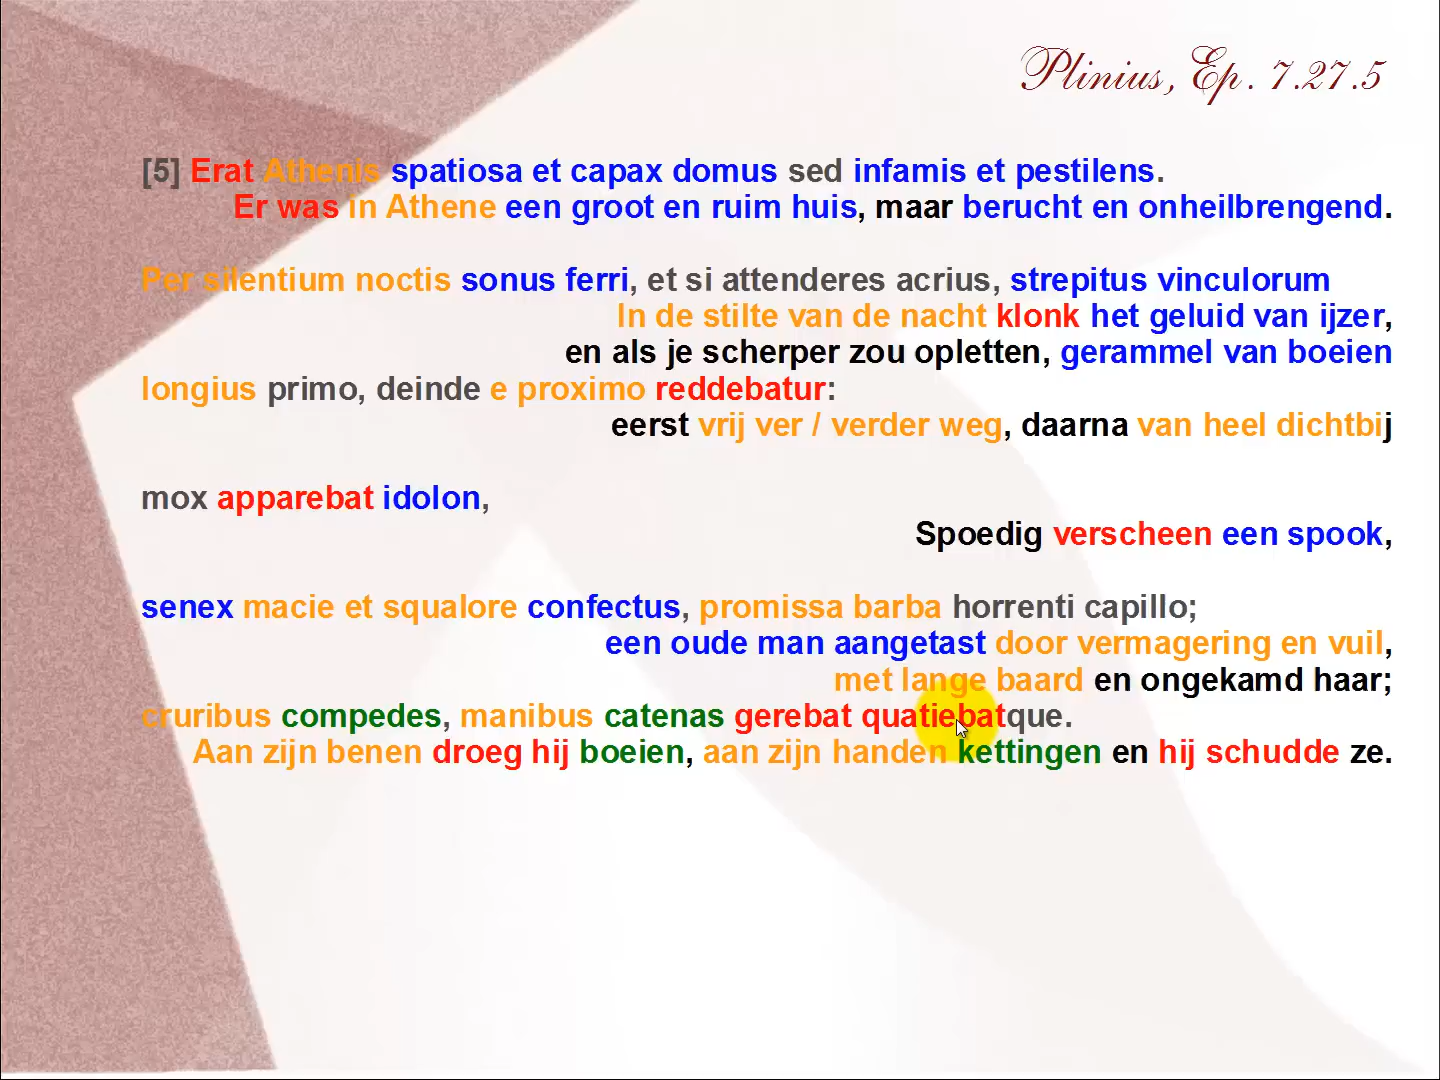 Plinius, Ep. 7.27.5
[5] Erat Athenis spatiosa et capax domus sed infamis et pestilens.
Er was in Athene een groot en ruim huis, maar berucht en onheilbrengend.
Per silentium noctis sonus ferri, et si attenderes acrius, strepitus vinculorum
In de stilte van de nacht klonk het geluid van ijzer,
en als je scherper zou opletten, gerammel van boeien
longius primo, deinde e proximo reddebatur:
eerst vrij ver / verder weg, daarna van heel dichtbij
mox apparebat idolon,
Spoedig verscheen een spook,
senex macie et squalore confectus, promissa barba horrenti capillo;
een oude man aangetast door vermagering en vuil,
met lange baard en ongekamd haar;
cruribus compedes, manibus catenas gerebat quatiebatque.
Aan zijn benen droeg hij boeien, aan zijn handen kettingen en hij schudde ze.